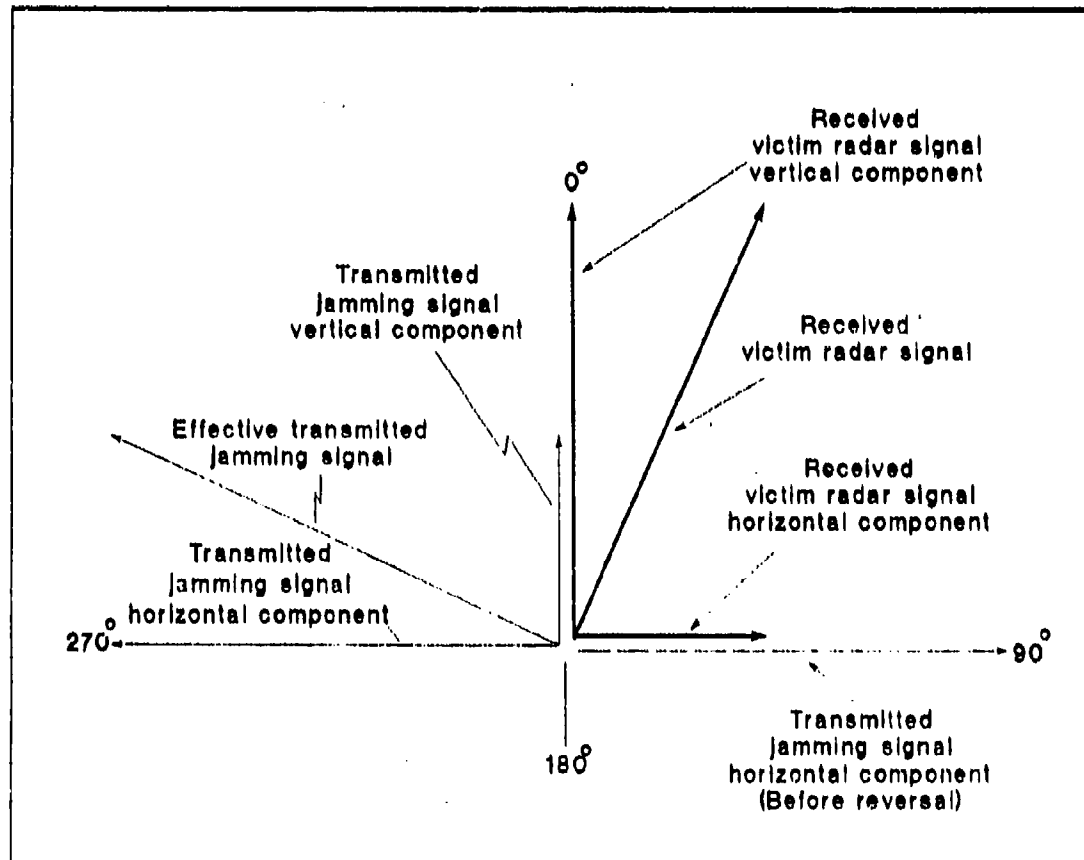 Received
victim radar signal
vertical component
0°
Transmitted
jamming signal
vertical component
Received
victim radar signal
Effective transmitted
jamming signal
Received
victim radar signal
horizontal component
Transmitted
jamming signal
horizontal component
270°
90°
Transmitted
jamming signal
horizontal component
(Before reversal)
180°